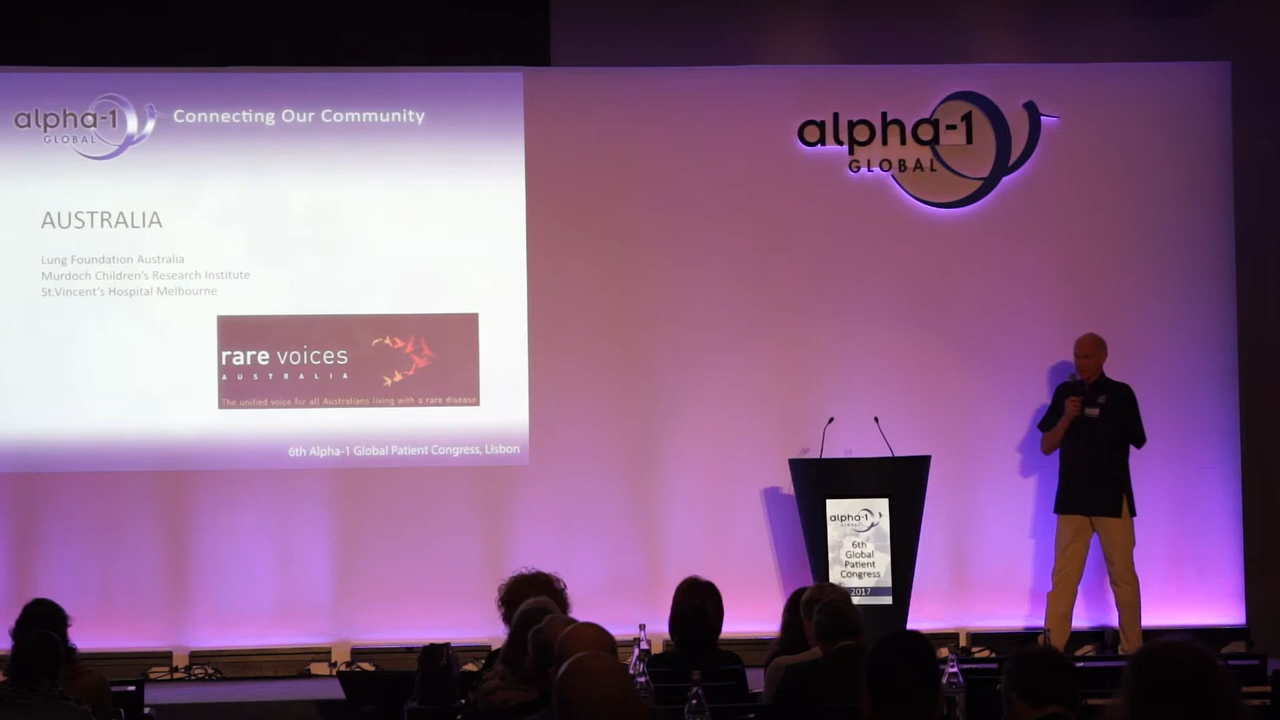 alpha-1
GLOBAL
Connecting Our Community
AUSTRALIA
Lung Foundation Australia
Murdoch Children's Research Institute
St.Vincent's Hospital Melbourne
rare voices
AUSTRALIA
The unified voice for all Australians living with a rare disease
6th Alpha-1 Global Patient Congress, Lisbon
alpha-1
GLOBAL
alpha-1
GLOBAL
6th
Global
Patient
Congress
2017